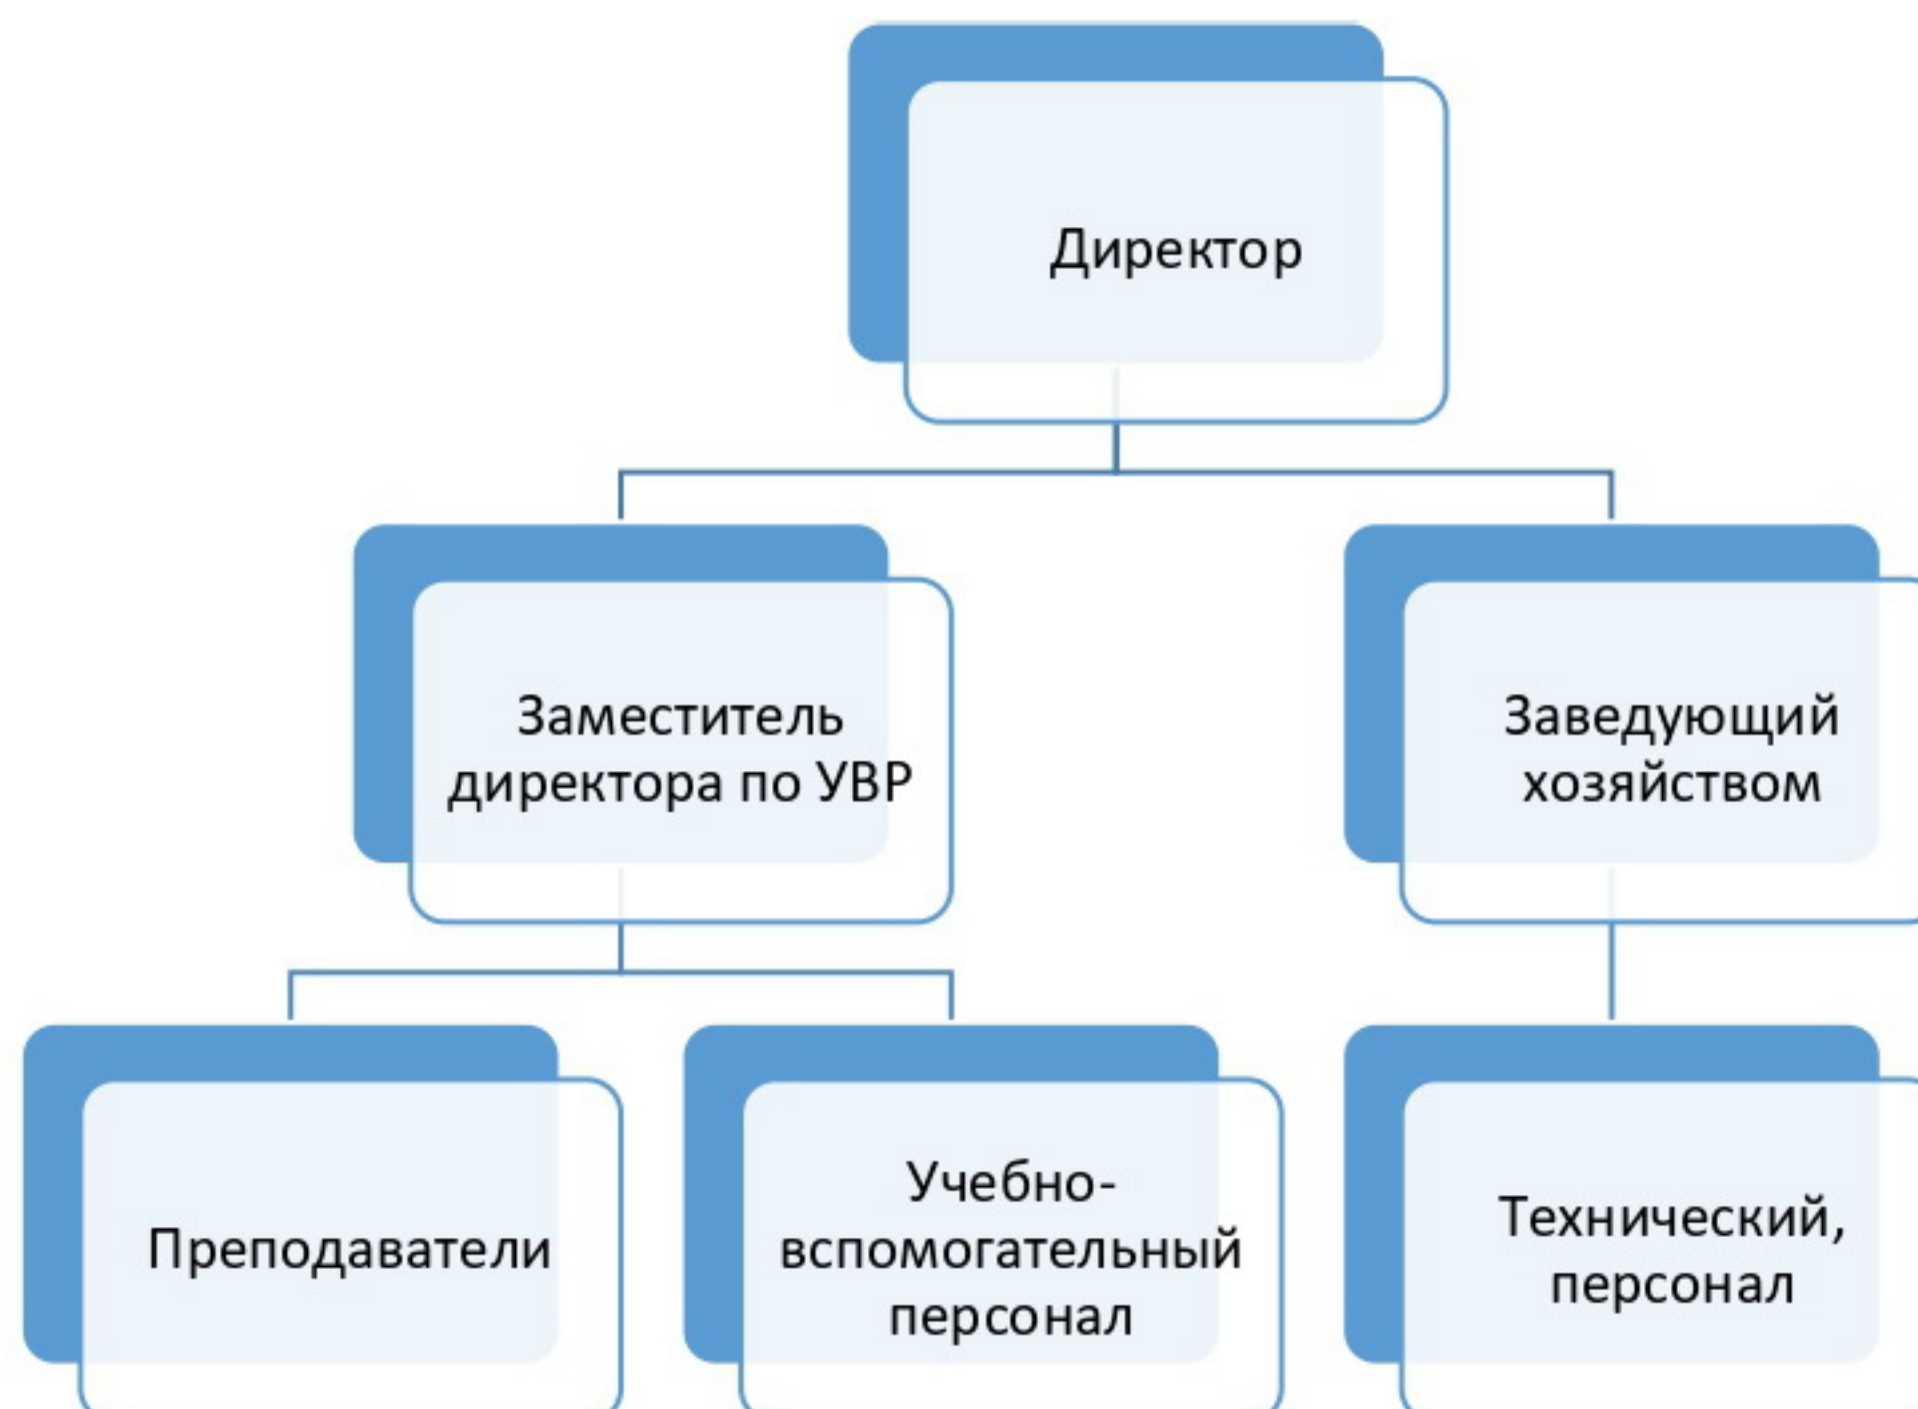 Директор
Заместитель
директора по УВР
Заведующий
хозяйством
Преподаватели
Учебно-
вспомогательный
персонал
Технический,
персонал